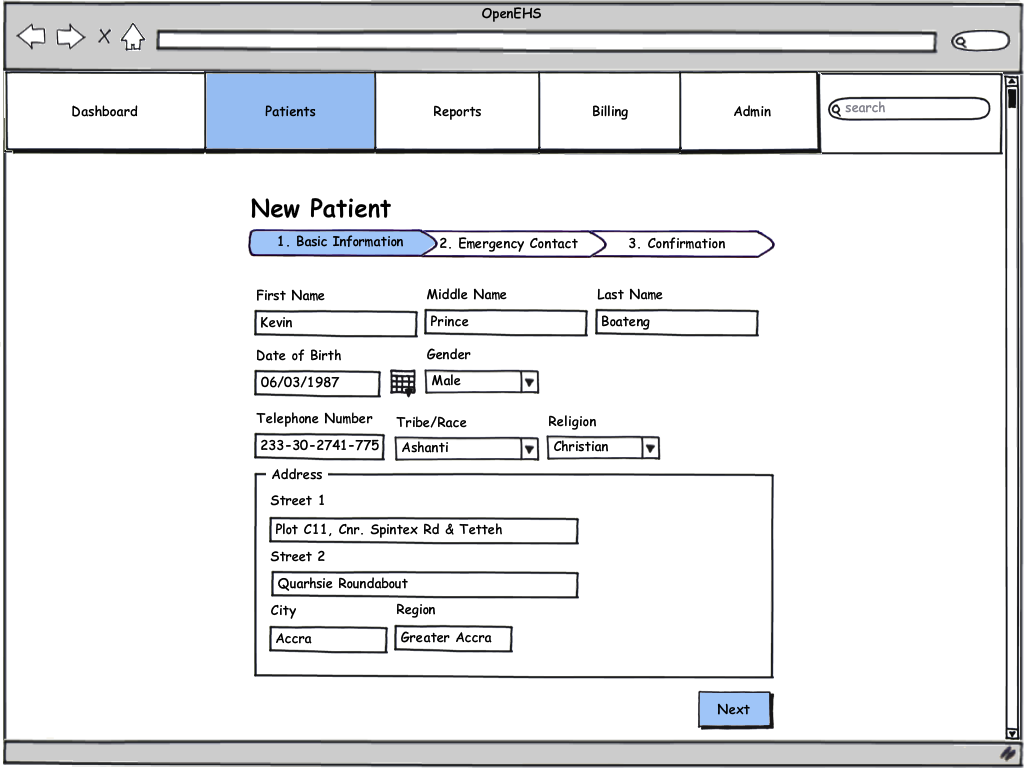 OpenEHS
Dashboard Patients Reports Billing Admin search
New Patient
1. Basic Information 2. Emergency Contact 3. Confirmation
First Name Middle Name Last Name
Kevin Prince Boateng
Date of Birth Gender
06/03/1987 Male
Telephone Number Tribe/Race Religion
233-30-2741-775 Ashanti Christian
Address
Street 1
Plot C11, Cnr. Spintex Rd & Tetteh
Street 2
Quarhsie Roundabout
City Region
Accra Greater Accra
Next